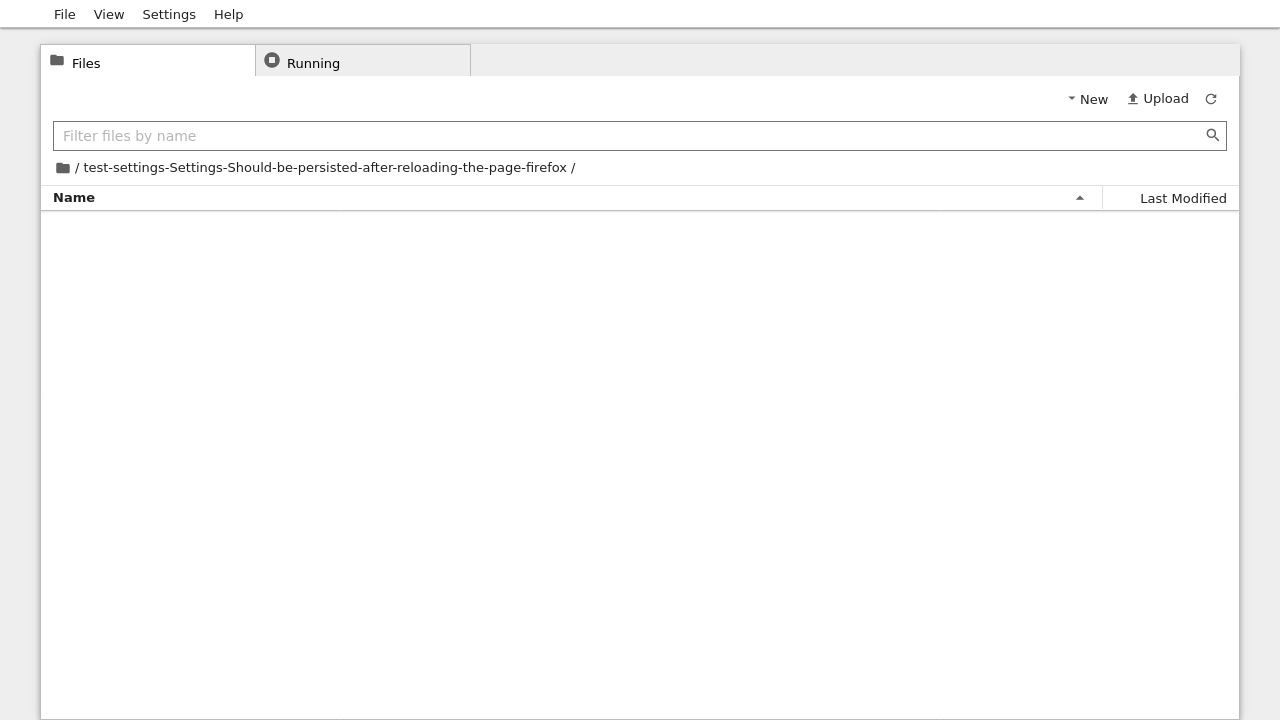 File View Settings Help
Files Running
New Upload
Filter files by name
/ test-settings-Settings-Should-be-persisted-after-reloading-the-page-firefox /
Name Last Modified